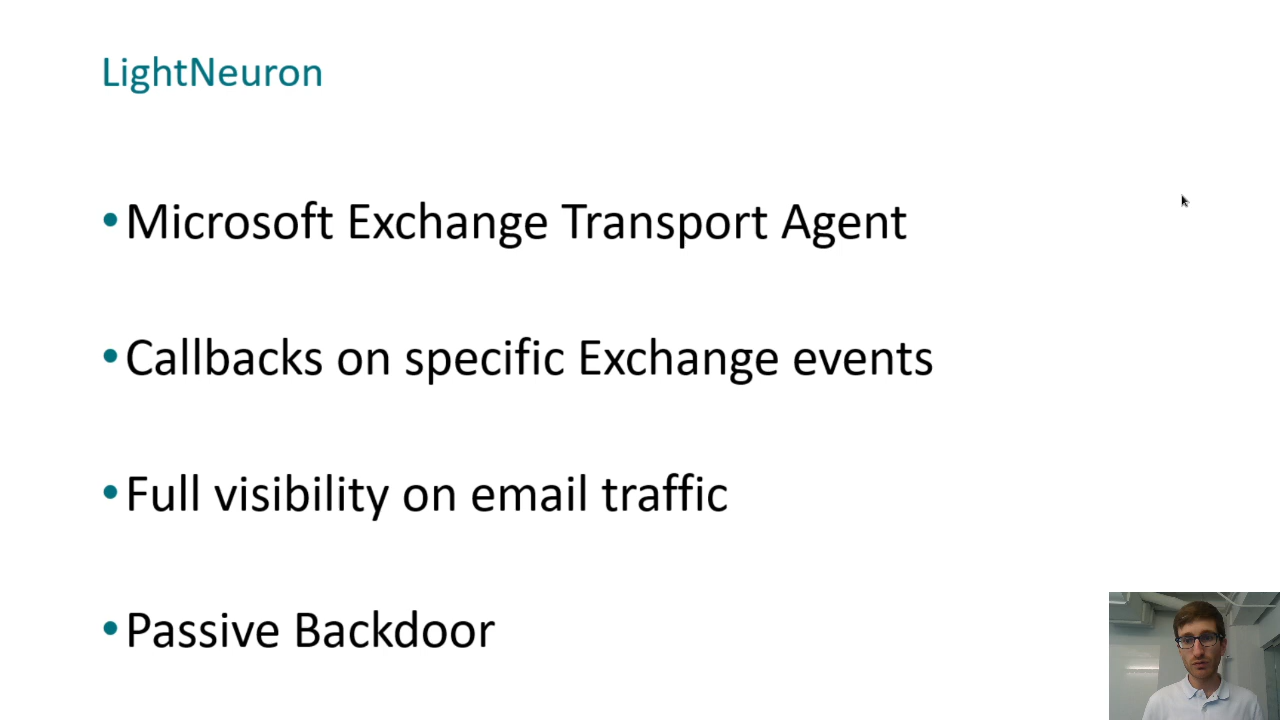 LightNeuron
•Microsoft Exchange Transport Agent
•Callbacks on specific Exchange events
•Full visibility on email traffic
•Passive Backdoor